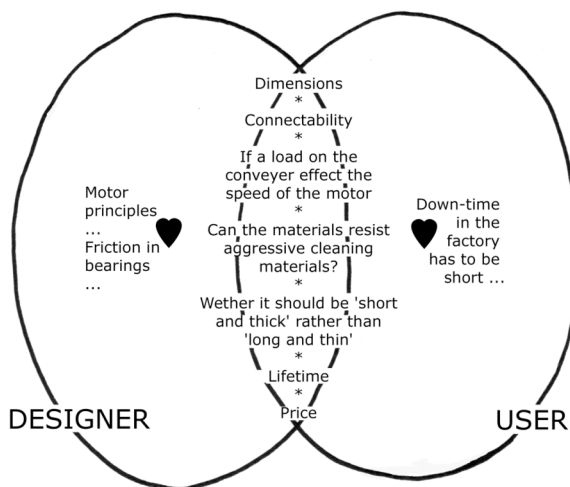 Dimensions
*
Connectability
*
If a load on the
conveyer effect the
speed of the motor
*
Can the materials resist
aggressive cleaning
materials?
*
Wether it should be 'short
and thick' rather than
'long and thin'
*
Lifetime
*
Price
Motor
principles
...
Friction in
bearings
...
Down-time
in the
factory
has to be
short ...
DESIGNER
USER